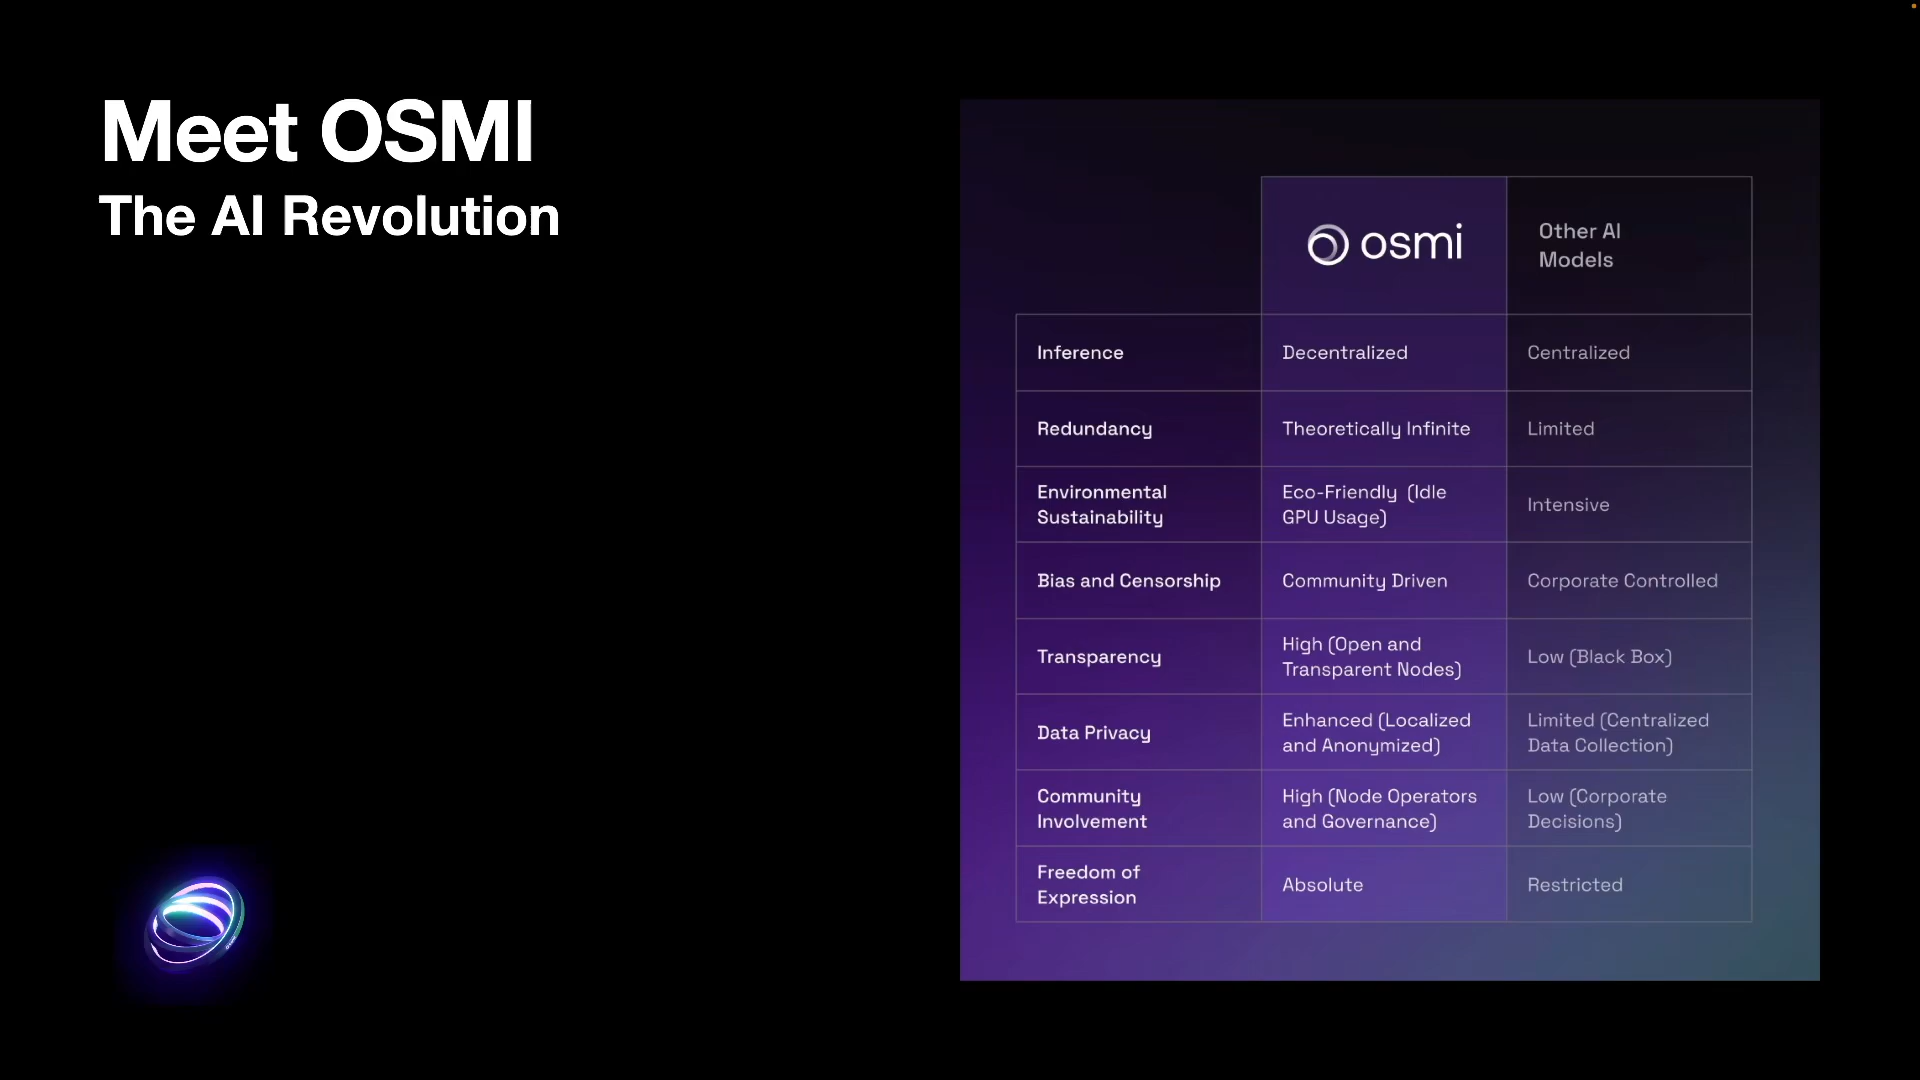 Meet OSMI
The AI Revolution
osmi
Other AI
Models
Inference
Decentralized
Centralized
Redundancy
Theoretically Infinite
Limited
Environmental
Sustainability
Eco-Friendly (Idle
GPU Usage)
Intensive
Bias and Censorship
Community Driven
Corporate Controlled
Transparency
High (Open and
Transparent Nodes)
Low (Black Box)
Data Privacy
Enhanced (Localized
and Anonymized)
Limited (Centralized
Data Collection)
Community
Involvement
High (Node Operators
and Governance)
Low (Corporate
Decisions)
Freedom of
Expression
Absolute
Restricted